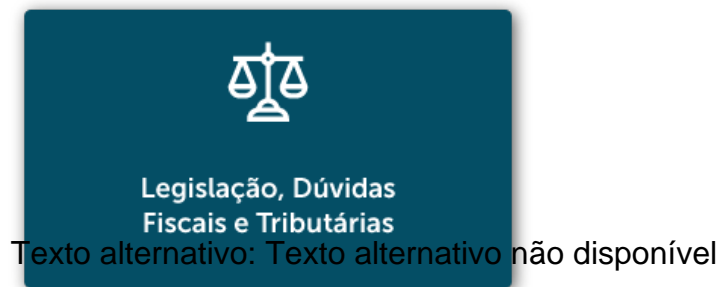 Legislação, Dúvidas
Fiscais e Tributárias
Texto alternativo: Texto alternativo não disponível